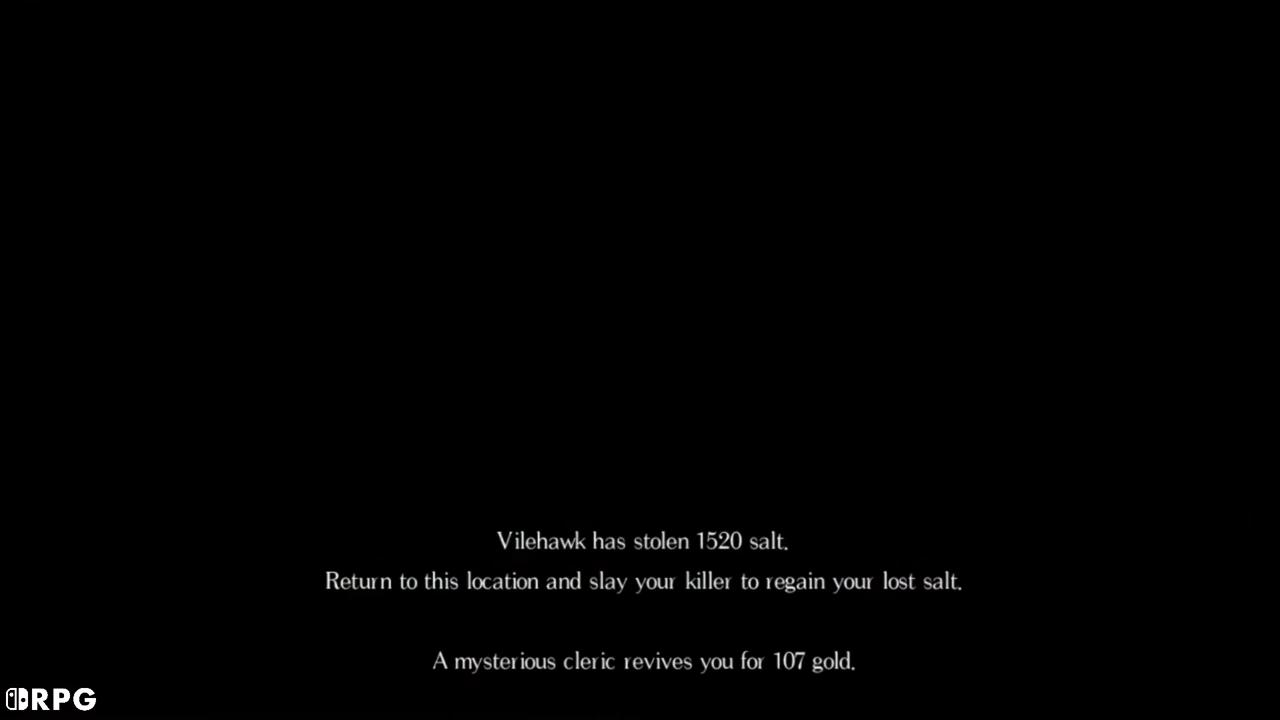 Vilehawk has stolen 1520 salt.
Return to this location and slay your killer to regain your lost salt.
A mysterious cleric revives you for 107 gold.
RPG